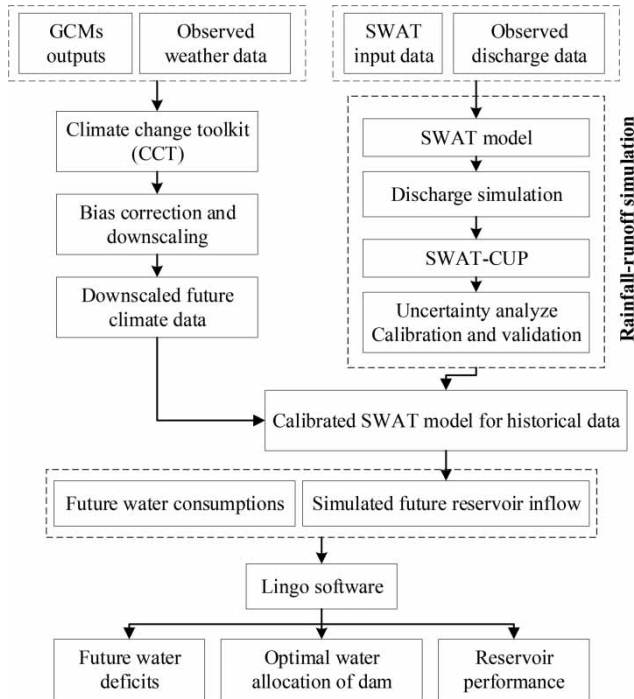 GCMs
outputs
Observed
weather data
SWAT
input data
Observed
discharge data
Climate change toolkit
(CCT)
Bias correction and
downscaling
Downscaled future
climate data
SWAT model
Discharge simulation
SWAT-CUP
Uncertainty analyze
Calibration and validation
Rainfall-runoff simulation
Calibrated SWAT model for historical data
Future water consumptions
Simulated future reservoir inflow
Lingo software
Future water
deficits
Optimal water
allocation of dam
Reservoir
performance